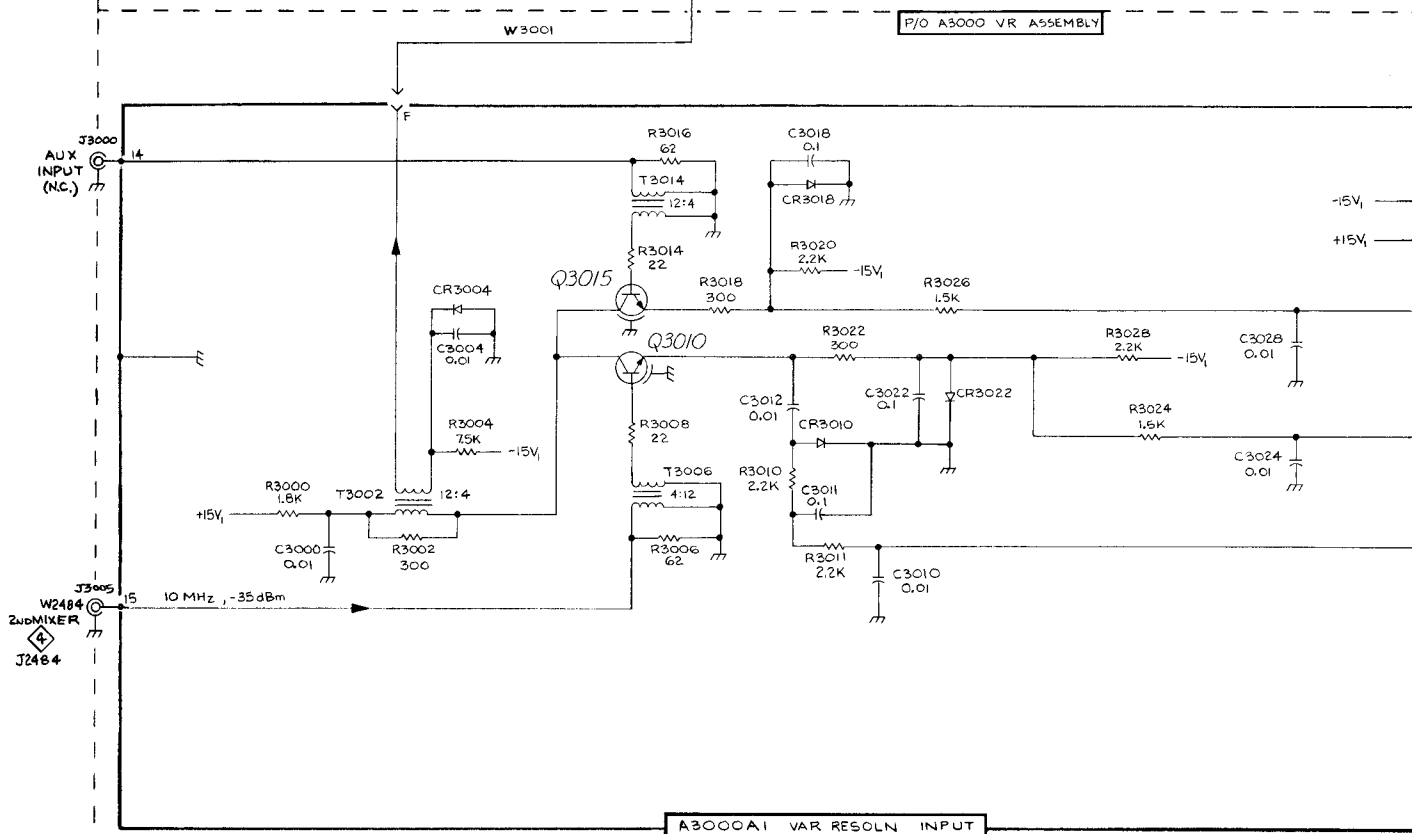 P/O A3000 VR ASSEMBLY
W3001
F
J3000
14
AUX
INPUT
(N.C.)
R3016
62
T3014
12:4
C3018
0.1
CR3018
-15V1
+15V1
R3014
22
R3020
2.2K
-15V1
Q3015
R3018
300
R3026
1.5K
CR3004
C3004
0.01
Q3010
R3022
300
R3028
2.2K
-15V1
C3028
0.01
R3004
7.5K
-15V1
R3008
22
C3012
0.01
C3022
0.1
CR3022
CR3010
R3024
1.5K
C3024
0.01
R3000
1.8K
+15V1
T3002
12:4
T3006
4:12
R3010
2.2K
C3011
0.1
C3000
0.01
R3002
300
R3006
62
R3011
2.2K
C3010
0.01
J3005
15
W2484
2ND MIXER
4
J2484
10 MHZ, -35dBm
A3000A1 VAR RESOLN INPUT